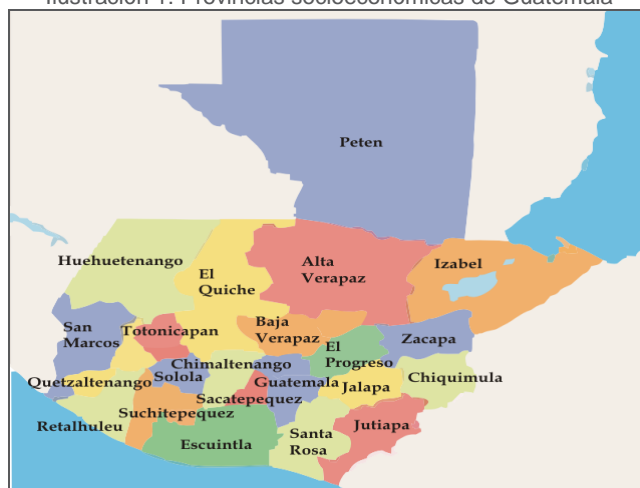 Ilustración 1. Provincias socioeconómicas de Guatemala
Peten
Huehuetenango
El
Quiche
Alta
Verapaz
Izabel
San
Marcos
Totonicapan
Baja
Verapaz
El
Progreso
Zacapa
Chimaltenango
Quetzaltenango
Solola
Guatemala
Jalapa
Chiquimula
Sacatepequez
Suchitepequez
Retalhuleu
Escuintla
Santa
Rosa
Jutiapa